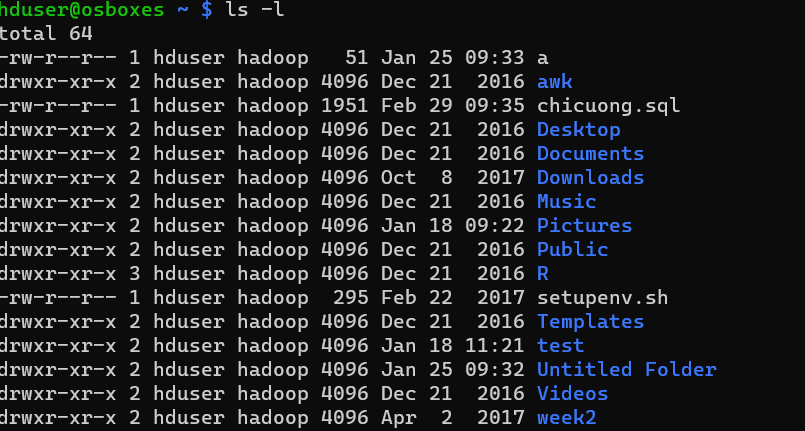 hduser@osboxes ~ $ ls -l
total 64
-rw-r--r-- 1 hduser hadoop   51 Jan 25 09:33 a
drwxr-xr-x 2 hduser hadoop 4096 Dec 21  2016 awk
-rw-r--r-- 1 hduser hadoop 1951 Feb 29 09:35 chicuong.sql
drwxr-xr-x 2 hduser hadoop 4096 Dec 21  2016 Desktop
drwxr-xr-x 2 hduser hadoop 4096 Dec 21  2016 Documents
drwxr-xr-x 2 hduser hadoop 4096 Oct  8  2017 Downloads
drwxr-xr-x 2 hduser hadoop 4096 Dec 21  2016 Music
drwxr-xr-x 2 hduser hadoop 4096 Jan 18 09:22 Pictures
drwxr-xr-x 2 hduser hadoop 4096 Dec 21  2016 Public
drwxr-xr-x 3 hduser hadoop 4096 Dec 21  2016 R
-rw-r--r-- 1 hduser hadoop  295 Feb 22  2017 setupenv.sh
drwxr-xr-x 2 hduser hadoop 4096 Dec 21  2016 Templates
drwxr-xr-x 2 hduser hadoop 4096 Jan 18 11:21 test
drwxr-xr-x 2 hduser hadoop 4096 Jan 25 09:32 Untitled Folder
drwxr-xr-x 2 hduser hadoop 4096 Dec 21  2016 Videos
drwxr-xr-x 2 hduser hadoop 4096 Apr  2  2017 week2